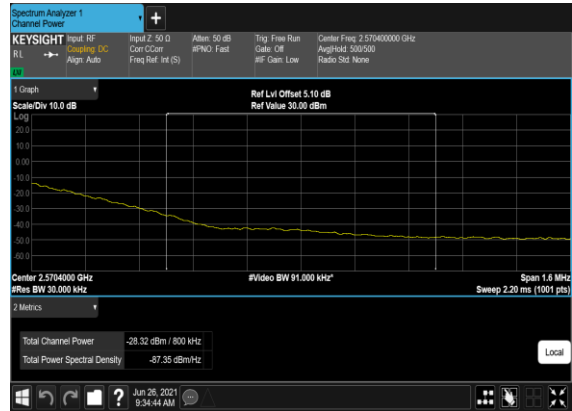 Spectrum Analyzer 1
Channel Power
+
KEYSIGHT
RL
Input: RF
Coupling: DC
Align: Auto
Input Z: 50 Ω
Corr CCorr
Freq Ref: Int (S)
Atten: 50 dB
#PNO: Fast
Trig: Free Run
Gate: Off
#IF Gain: Low
Center Freq: 2.570400000 GHz
Avg|Hold: 500/500
Radio Std: None
1 Graph
Scale/Div 10.0 dB
Ref Lvl Offset 5.10 dB
Ref Value 30.00 dBm
Log
20.0
10.0
0.00
-10.0
-20.0
-30.0
-40.0
-50.0
-60.0
Center 2.5704000 GHz
#Res BW 30.000 kHz
#Video BW 91.000 kHz*
Span 1.6 MHz
Sweep 2.20 ms (1001 pts)
2 Metrics
Total Channel Power -28.32 dBm / 800 kHz
Total Power Spectral Density -87.35 dBm/Hz
Local
?
Jun 26, 2021
9:34:44 AM